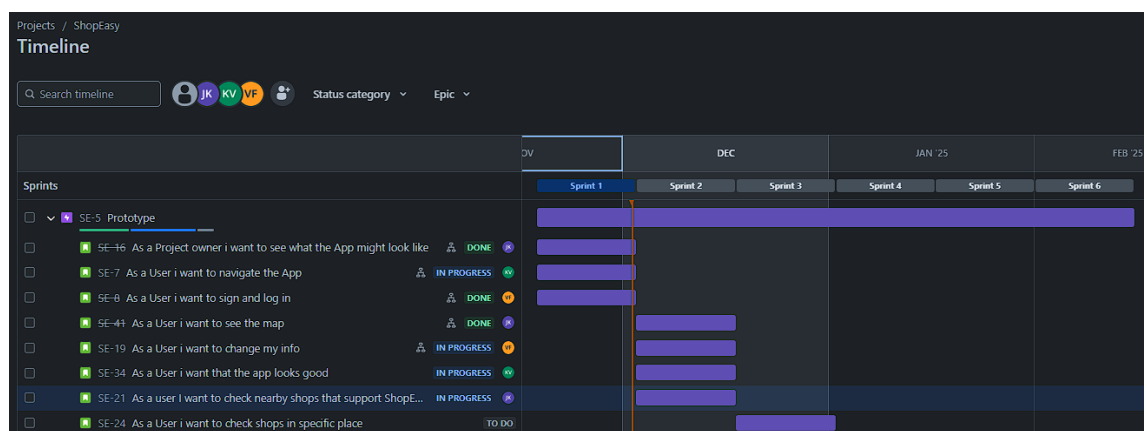 Projects / ShopEasy
Timeline
Search timeline
JK KV VF
Status category
Epic
OV DEC JAN '25 FEB '25
Sprints Sprint 1 Sprint 2 Sprint 3 Sprint 4 Sprint 5 Sprint 6
SE-5 Prototype
SE-16 As a Project owner i want to see what the App might look like DONE JK
SE-7 As a User i want to navigate the App IN PROGRESS KV
SE-8 As a User i want to sign and log in DONE VF
SE-41 As a User i want to see the map DONE JK
SE-19 As a User i want to change my info IN PROGRESS VF
SE-34 As a User i want that the app looks good IN PROGRESS KV
SE-21 As a user I want to check nearby shops that support ShopE... IN PROGRESS JK
SE-24 As a User i want to check shops in specific place TO DO